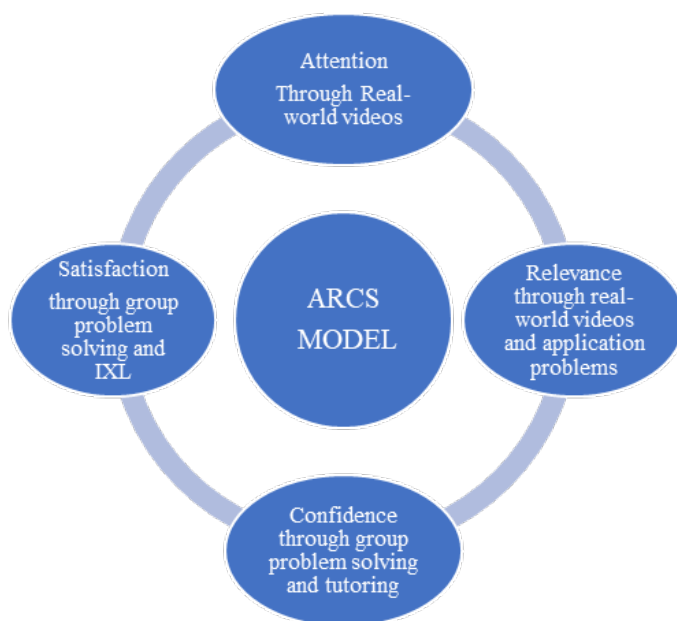 Attention
Through Real-
world videos
Satisfaction
through group
problem
solving and
IXL
ARCS
MODEL
Relevance
through real-
world videos
and application
problems
Confidence
through group
problem solving
and tutoring